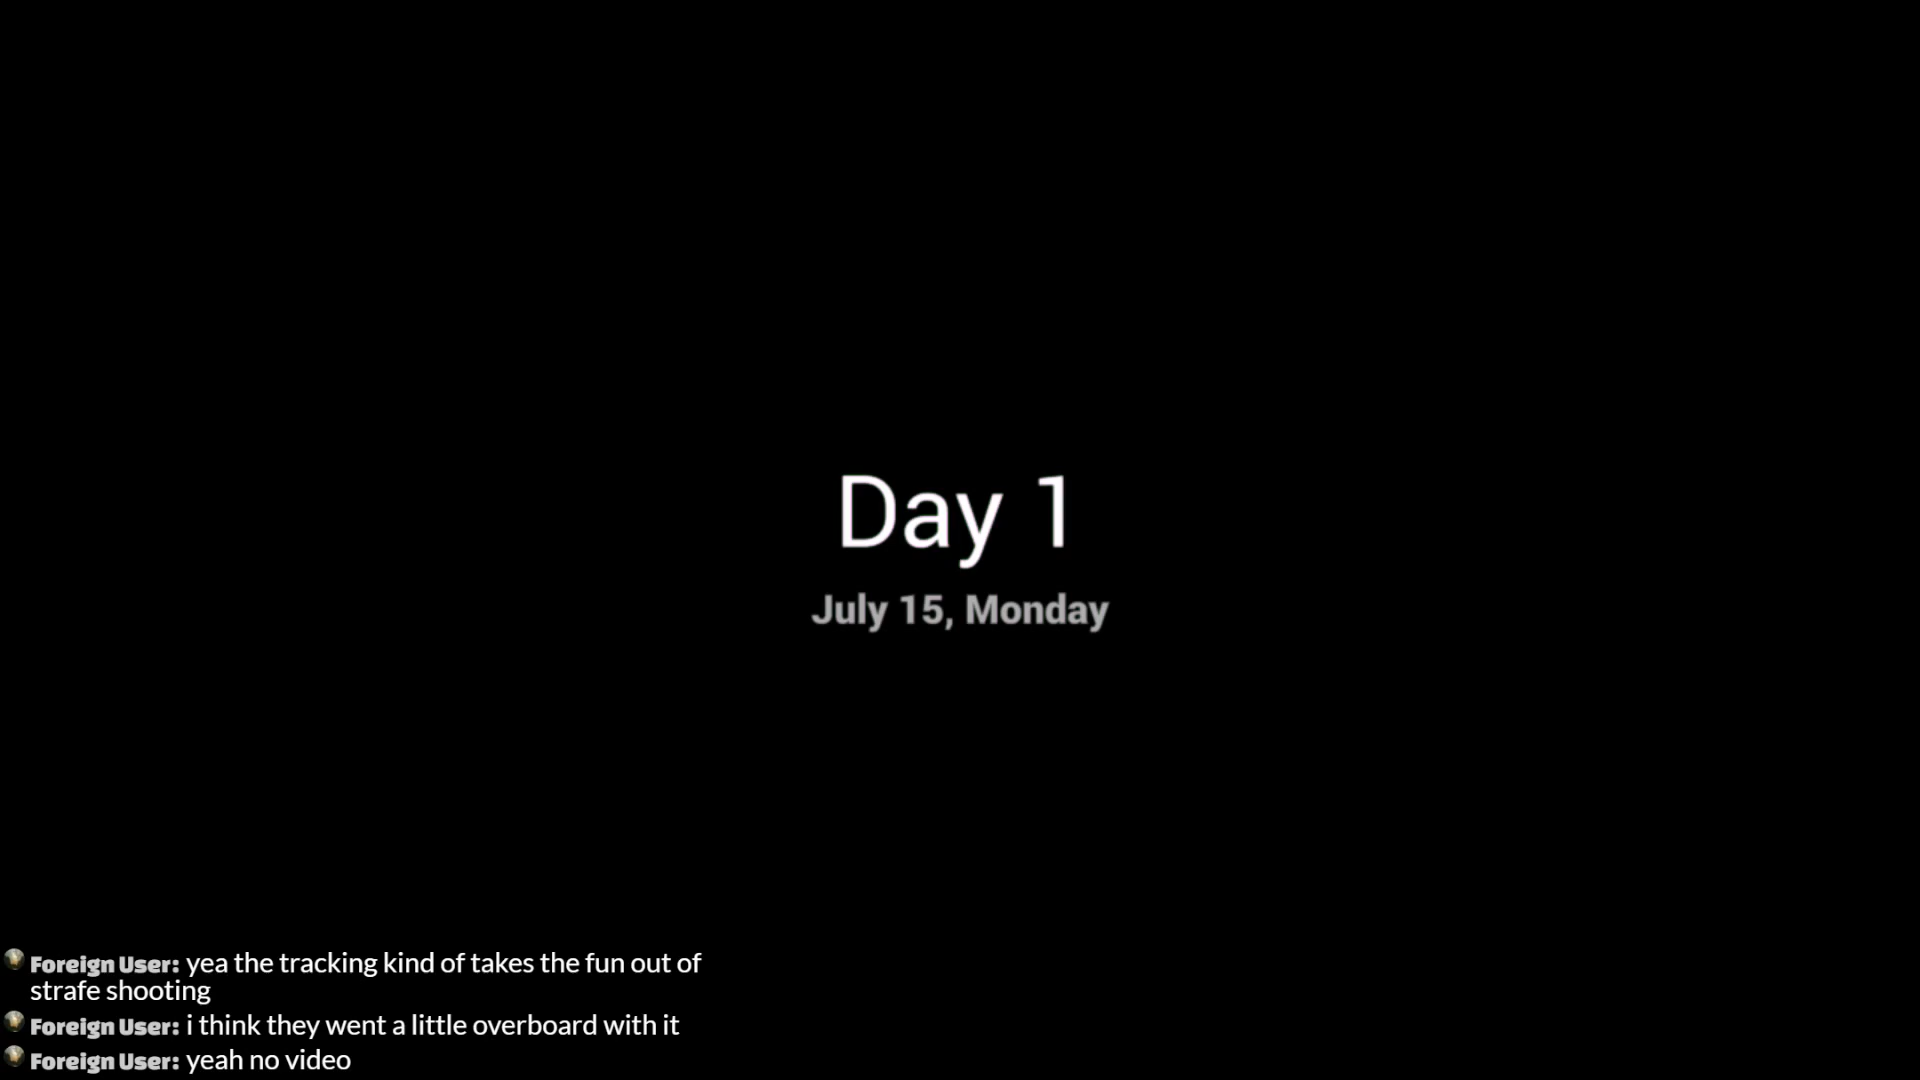 Day 1
July 15, Monday
Foreign User: yea the tracking kind of takes the fun out of
strafe shooting
Foreign User: i think they went a little overboard with it
Foreign User: yeah no video